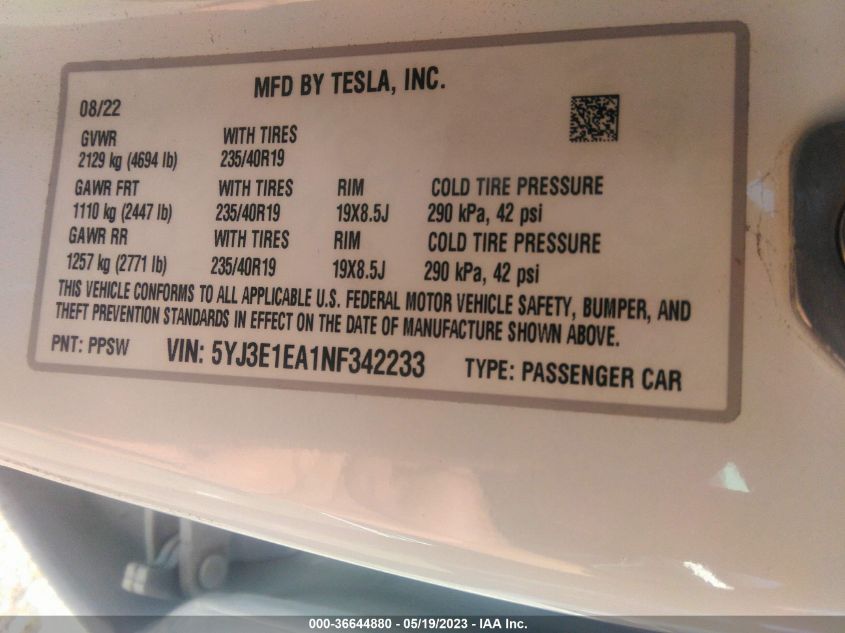 MFD BY TESLA, INC.
08/22
GVWR WITH TIRES
2129 kg (4694 lb) 235/40R19
GAWR FRT WITH TIRES RIM COLD TIRE PRESSURE
1110 kg (2447 lb) 235/40R19 19X8.5J 290 kPa, 42 psi
GAWR RR WITH TIRES RIM COLD TIRE PRESSURE
1257 kg (2771 lb) 235/40R19 19X8.5J 290 kPa, 42 psi
THIS VEHICLE CONFORMS TO ALL APPLICABLE U.S. FEDERAL MOTOR VEHICLE SAFETY, BUMPER, AND
THEFT PREVENTION STANDARDS IN EFFECT ON THE DATE OF MANUFACTURE SHOWN ABOVE.
PNT: PPSW VIN: 5YJ3E1EA1NF342233 TYPE: PASSENGER CAR
000-36644880 - 05/19/2023 - IAA Inc.